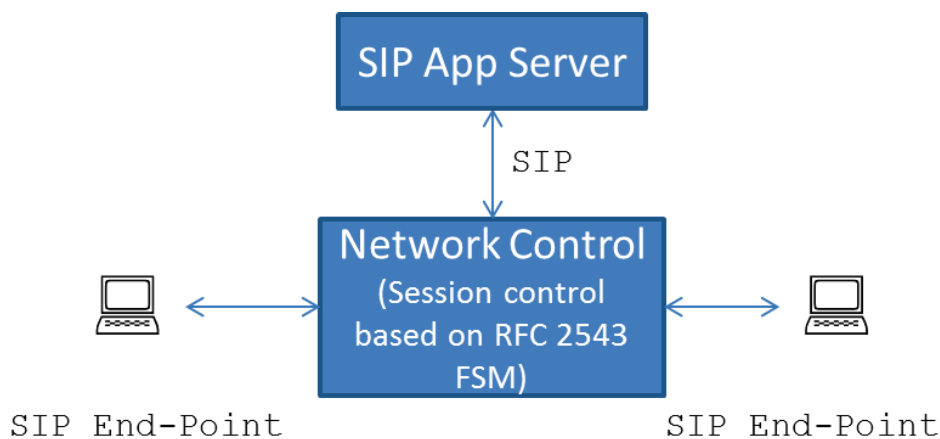 SIP App Server
SIP
Network Control
(Session control
based on RFC 2543
FSM)
SIP End-Point
SIP End-Point